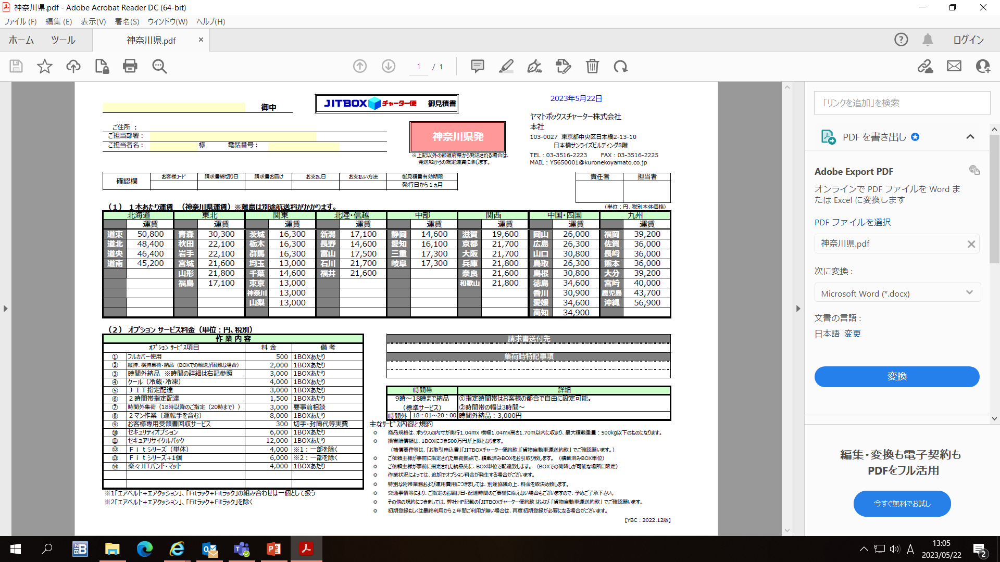 神奈川県.pdf - Adobe Acrobat Reader DC (64-bit)
ファイル(F) 編集(E) 表示(V) 署名(S) ウィンドウ(W) ヘルプ(H)
ホーム ツール 神奈川県.pdf × ログイン
1 / 1
御中
JITBOX チャーター便 御見積書
2023年5月22日
ヤマトボックスチャーター株式会社
本社
103-0027 東京都中央区日本橋2-13-10
日本橋サンライズビルディング8階
TEL：03-3516-2223 FAX：03-3516-2225
MAIL：Y5650001@kuronekoyamato.co.jp
ご住所 ：
ご担当部署：
ご担当者名： 様 電話番号：
神奈川県発
※上記以外の都道府県から発送される場合は、
発送地からの規定運賃に準じます。
確認欄 お客様コード 請求書締切り日 請求書お届け お支払日 お支払い方法 御見積書有効期限
発行日から1ヵ月
責任者 担当者
（1） 1本あたり運賃 （神奈川県運賃）※離島は別途航送料がかかります。 （単位：円、税別本体価格）
北海道 東北 関東 北陸・信越 中部 関西 中国・四国 九州
運賃 運賃 運賃 運賃 運賃 運賃 運賃 運賃
道東 50,800 青森 30,300 茨城 16,300 新潟 17,100 静岡 14,600 滋賀 19,600 岡山 26,000 福岡 39,200
道北 48,400 秋田 22,100 栃木 16,300 長野 14,600 愛知 16,100 京都 21,700 広島 26,300 佐賀 36,000
道央 46,400 岩手 22,100 群馬 16,300 富山 17,500 三重 17,300 大阪 21,700 山口 30,800 長崎 36,000
道南 45,200 宮城 21,600 埼玉 13,000 石川 21,700 岐阜 17,300 兵庫 21,800 鳥取 26,300 熊本 36,000
山形 21,800 千葉 14,600 福井 21,600 奈良 21,600 島根 30,800 大分 39,200
福島 17,100 東京 13,000 和歌山 21,800 徳島 34,600 宮崎 40,000
神奈川 13,000 香川 30,900 鹿児島 43,700
山梨 13,000 愛媛 34,600 沖縄 56,900
高知 34,900
（2） オプション サービス料金（単位：円、税別）
作 業 内 容
オプション サービス項目 料 金 備 考
① フルカバー使用 500 1BOXあたり
② 縦持、横持集荷・納品（BOXでの輸送が困難な場合） 2,000 1BOXあたり
③ 時間外納品 ※時間の詳細は右記参照 3,000 1BOXあたり
④ クール（冷蔵・冷凍） 4,000 1BOXあたり
⑤ ＪＩＴ指定配達 3,000 1BOXあたり
⑥ ２時間帯指定配達 1,500 1BOXあたり
⑦ 時間外集荷（18時以降のご指定（20時まで）） 3,000 要事前相談
⑧ ２マン作業（運転手を含む） 8,000 1BOXあたり
⑨ お客様専用受領書回収サービス 300 切手・封筒代等実費
⑩ セキュリティオプション 6,000 1BOXあたり
⑪ セキュアリサイクルパック 12,000 1BOXあたり
⑫ Ｆｉｔシリーズ（単体） 4,000 ※1：一部を除く
⑬ Ｆｉｔシリーズ+1個 6,000 ※2：一部を除く
⑭ 楽々JITバンド・マット 4,000 1BOXあたり
※1「エアベルト+エアクッション」、「Fitラック+Fitラック」の組み合わせは一個として扱う
※2「エアベルト+エアクッション」、「Fitラック+Fitラック」を除く
請求書送付先
集荷時特記事項
時間帯 詳細
9時～18時まで納品 ①指定時間帯はお客様の都合で自由に設定可能。
（標準サービス） ②時間帯の幅は3時間～
時間外 18：01～20：00 時間外納品：3,000円
主なサービス内容と規約
商品規格は、ボックスの内寸が奥行1.04mx 横幅1.04mx高さ1.70m以内に収まり、最大積載重量：500kg以下のものになります。
損害賠償額は、1BOXにつき500万円が上限となります。
（補償要件等は、「お取引申込書」「JITBOXチャーター便約款」「貨物自動車運送約款」でご確認願います。）
ご依頼主様が事前に指定された集荷拠点で、積載済みBOXをお引取り致します。（積載済みBOX単位）
ご依頼主様が事前に指定された納品先に、BOX単位で配達致します。（BOXでの荷降しが可能な場所に限定）
作業状況によっては、追加でオプション料金が発生する場合がございます。
特別な附帯業務および運用費用につきましては、別途協議の上、料金を取決め致します。
交通事情等により、ご指定のお届け日・配達時間のご要望に添えない場合もございますので、予めご了承下さい。
その他の規約につきましては、弊社HP記載の「JITBOXチャーター便約款」および「貨物自動車運送約款」でご確認願います。
初期登録もしくは最終利用から２年間ご利用が無い場合は、再度初期登録が必要になる場合がございます。
【YBC：2022.12版】
「リンクを追加」を検索
PDF を書き出し
Adobe Export PDF
オンラインで PDF ファイルを Word ま
たは Excel に変換します
PDF ファイルを選択
神奈川県.pdf
次に変換 :
Microsoft Word (*.docx)
文書の言語 :
日本語 変更
変換
編集・変換も電子契約も
PDFをフル活用
今すぐ無料でお試し
A
13:05
2023/05/22
2